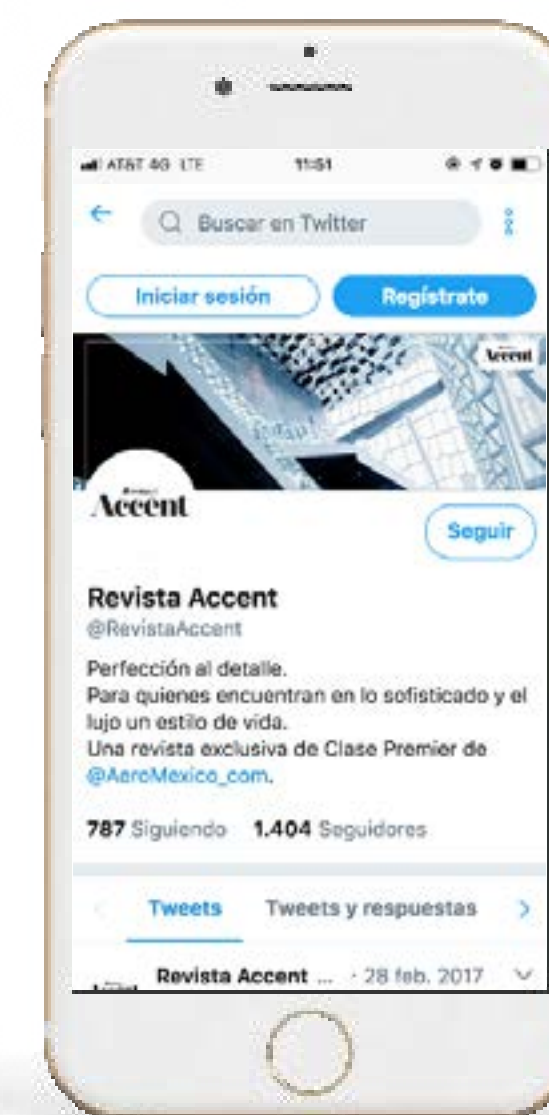 AT&T 4G LTE 11:51
Buscar en Twitter
Iniciar sesión Regístrate
Accent
Accent
Seguir
Revista Accent
@RevistaAccent
Perfección al detalle.
Para quienes encuentran en lo sofisticado y el
lujo un estilo de vida.
Una revista exclusiva de Clase Premier de
@AeroMexico_com.
787 Siguiendo 1.404 Seguidores
Tweets Tweets y respuestas
Revista Accent ... · 28 feb. 2017